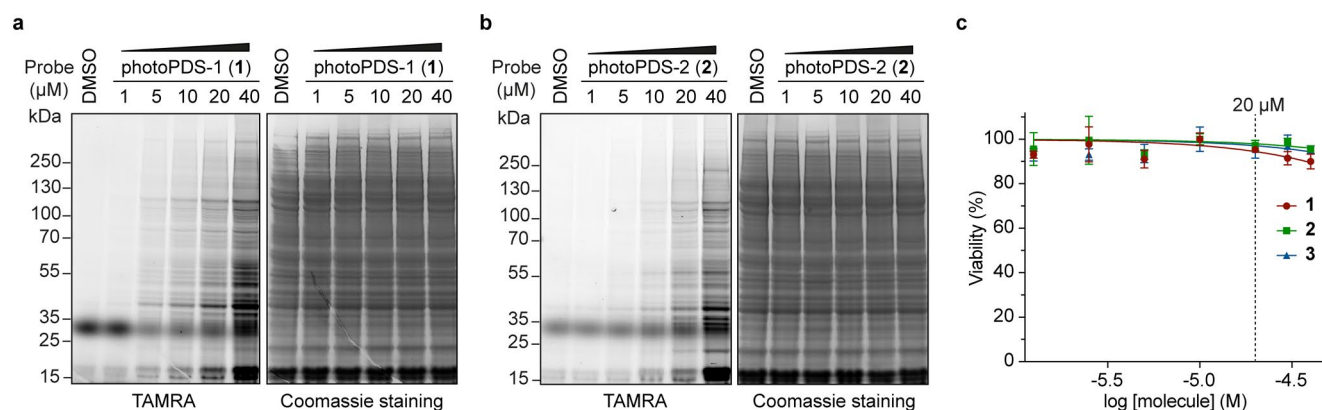 a
DMSO
photoPDS-1 (1)
photoPDS-1 (1)
DMSO
Probe
(µM)
1 5 10 20 40
1 5 10 20 40
kDa
250
130
100
70
55
35
25
15
TAMRA
Coomassie staining
b
DMSO
photoPDS-2 (2)
photoPDS-2 (2)
DMSO
Probe
(µM)
1 5 10 20 40
1 5 10 20 40
kDa
250
130
100
70
55
35
25
15
TAMRA
Coomassie staining
c
20 µM
Viability (%)
100
80
60
40
20
0
1
2
3
-5.5 -5.0 -4.5
log [molecule] (M)